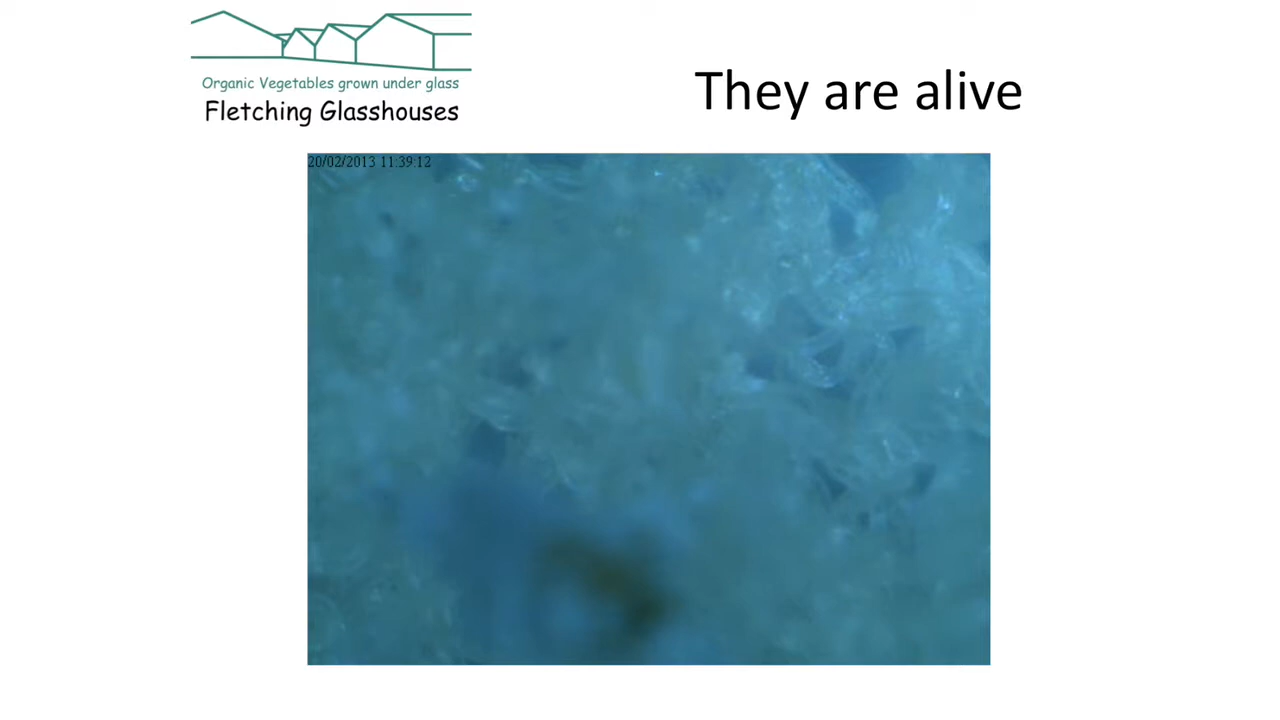 Organic Vegetables grown under glass
Fletching Glasshouses
They are alive
20/02/2013 11:39:12